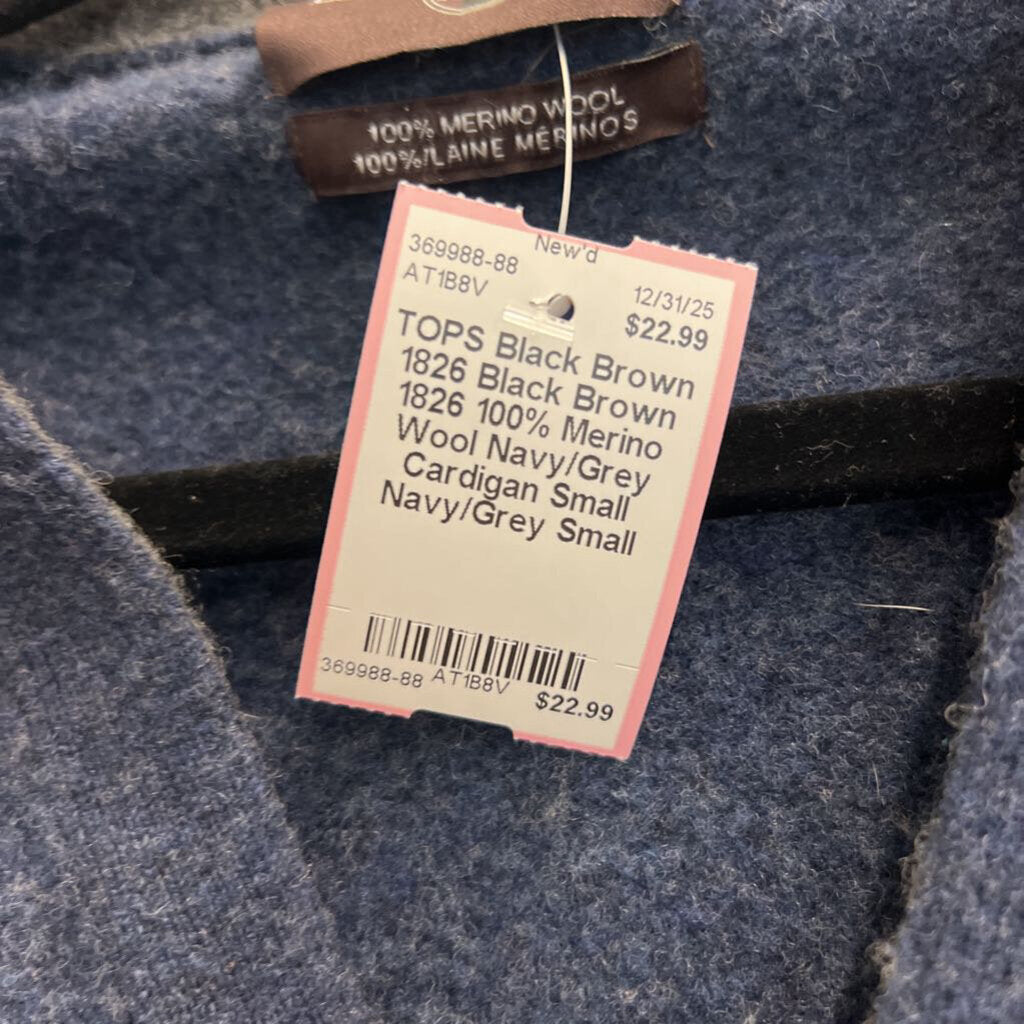 100% MERINO WOOL
100%/LAINE MERINOS
New'd
369988-88
AT1B8V
12/31/25
$22.99
TOPS Black Brown
1826 Black Brown
1826 100% Merino
Wool Navy/Grey
Cardigan Small
Navy/Grey Small
369988-88 AT1B8V $22.99